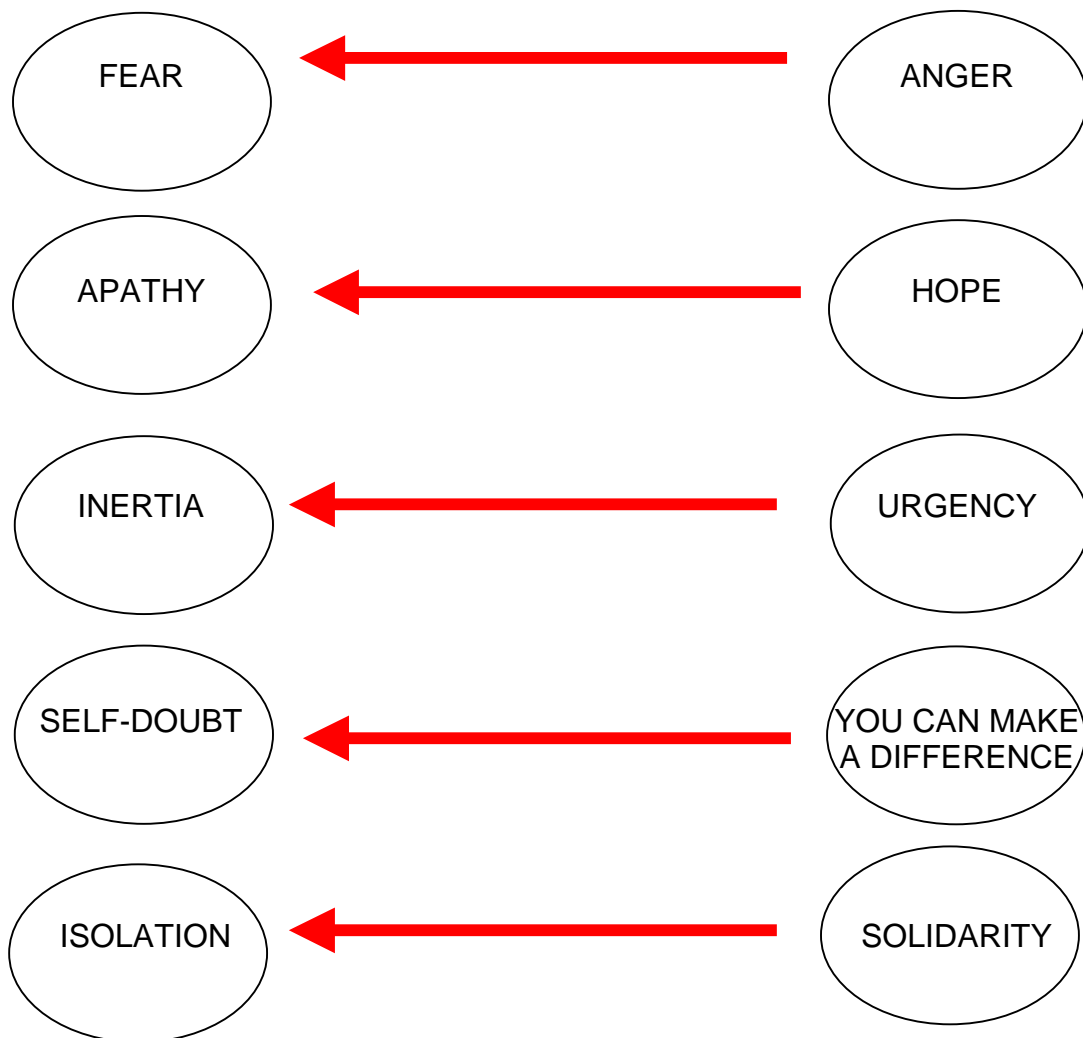 FEAR
ANGER
APATHY
HOPE
INERTIA
URGENCY
SELF-DOUBT
YOU CAN MAKE
A DIFFERENCE
ISOLATION
SOLIDARITY